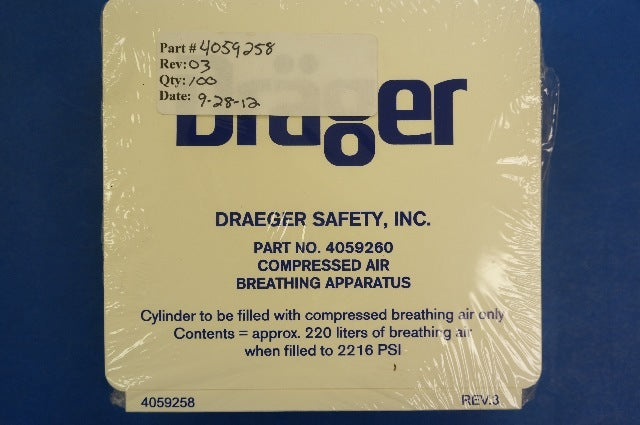 Part # 4059258
Rev: 03
Qty: 100
Date: 9-28-12
Dräger
DRAEGER SAFETY, INC.
PART NO. 4059260
COMPRESSED AIR
BREATHING APPARATUS
Cylinder to be filled with compressed breathing air only
Contents = approx. 220 liters of breathing air
when filled to 2216 PSI
4059258 REV.3